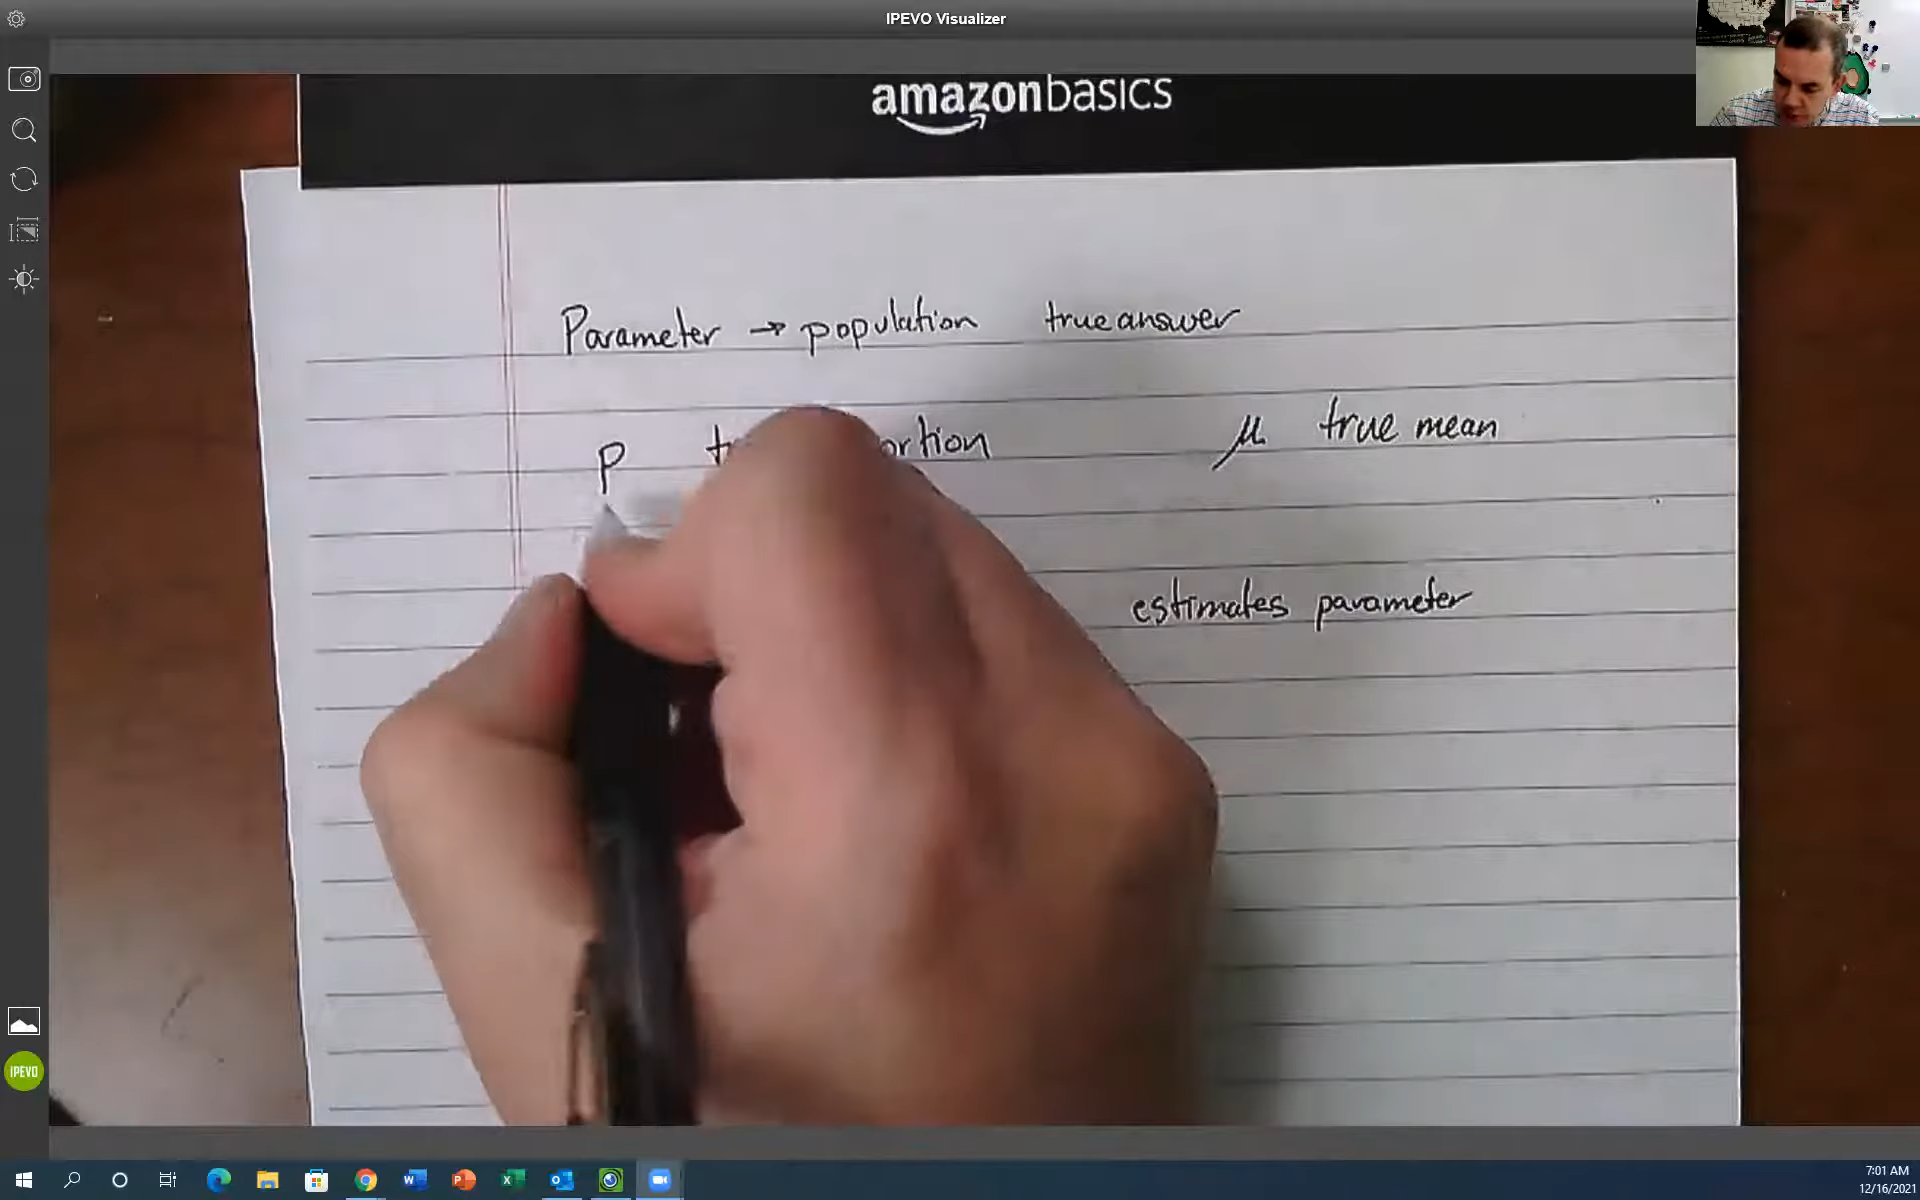 IPEVO Visualizer
amazonbasics
Parameter → population true answer
p ortion μ true mean
estimates parameter
IPEVO
7:01 AM
12/16/2021